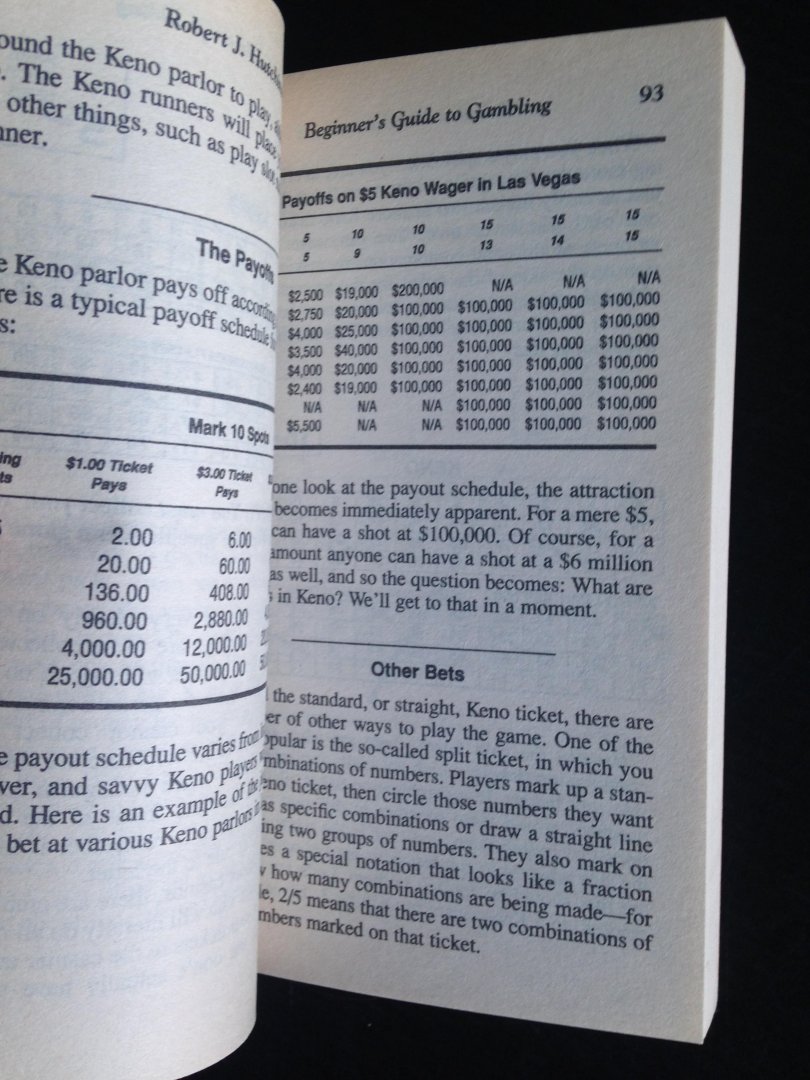 Robert J.
ound the Keno parlor to play,
. The Keno runners will place
other things, such as play slot
nner.
The Payoffs
e Keno parlor pays off according
re is a typical payoff schedule
s:
Mark 10 Spots
ing $1.00 Ticket $3.00 Ticket
ts Pays Pays
2.00 6.00
20.00 60.00
136.00 408.00
960.00 2,880.00
4,000.00 12,000.00
25,000.00 50,000.00
e payout schedule varies from
ver, and savvy Keno players
d. Here is an example of the
bet at various Keno parlors
Beginner's Guide to Gambling 93
Payoffs on $5 Keno Wager in Las Vegas
5 10 10 15 15 15
5 9 10 13 14 15
$2,500 $19,000 $200,000 N/A N/A N/A
$2,750 $20,000 $100,000 $100,000 $100,000 $100,000
$4,000 $25,000 $100,000 $100,000 $100,000 $100,000
$3,500 $40,000 $100,000 $100,000 $100,000 $100,000
$4,000 $20,000 $100,000 $100,000 $100,000 $100,000
$2,400 $19,000 $100,000 $100,000 $100,000 $100,000
N/A N/A N/A $100,000 $100,000 $100,000
$5,500 N/A N/A $100,000 $100,000 $100,000
one look at the payout schedule, the attraction
becomes immediately apparent. For a mere $5,
can have a shot at $100,000. Of course, for a
amount anyone can have a shot at a $6 million
as well, and so the question becomes: What are
in Keno? We'll get to that in a moment.
Other Bets
the standard, or straight, Keno ticket, there are
er of other ways to play the game. One of the
opular is the so-called split ticket, in which you
mbinations of numbers. Players mark up a stan-
eno ticket, then circle those numbers they want
as specific combinations or draw a straight line
ing two groups of numbers. They also mark on
es a special notation that looks like a fraction
w how many combinations are being made—for
le, 2/5 means that there are two combinations of
mbers marked on that ticket.